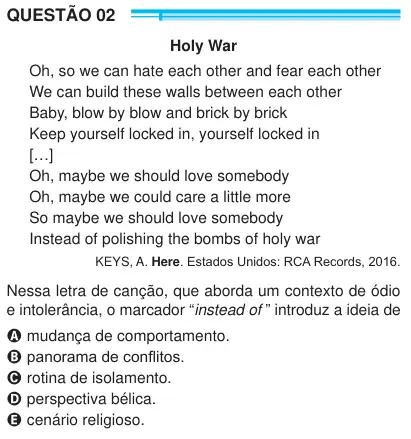 QUESTÃO 02
Holy War
Oh, so we can hate each other and fear each other
We can build these walls between each other
Baby, blow by blow and brick by brick
Keep yourself locked in, yourself locked in
[…]
Oh, maybe we should love somebody
Oh, maybe we could care a little more
So maybe we should love somebody
Instead of polishing the bombs of holy war
KEYS, A. Here. Estados Unidos: RCA Records, 2016.
Nessa letra de canção, que aborda um contexto de ódio
e intolerância, o marcador “instead of ” introduz a ideia de
A mudança de comportamento.
B panorama de conflitos.
C rotina de isolamento.
D perspectiva bélica.
E cenário religioso.